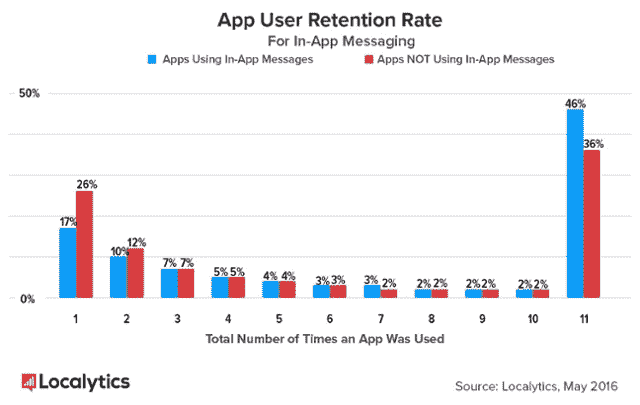 App User Retention Rate
For In-App Messaging
Apps Using In-App Messages Apps NOT Using In-App Messages
50%
46%
36%
26%
17%
10% 12%
7% 7%
5% 5%
4% 4%
3% 3%
3% 2%
2% 2%
2% 2%
2% 2%
0%
1 2 3 4 5 6 7 8 9 10 11
Total Number of Times an App Was Used
Localytics
Source: Localytics, May 2016